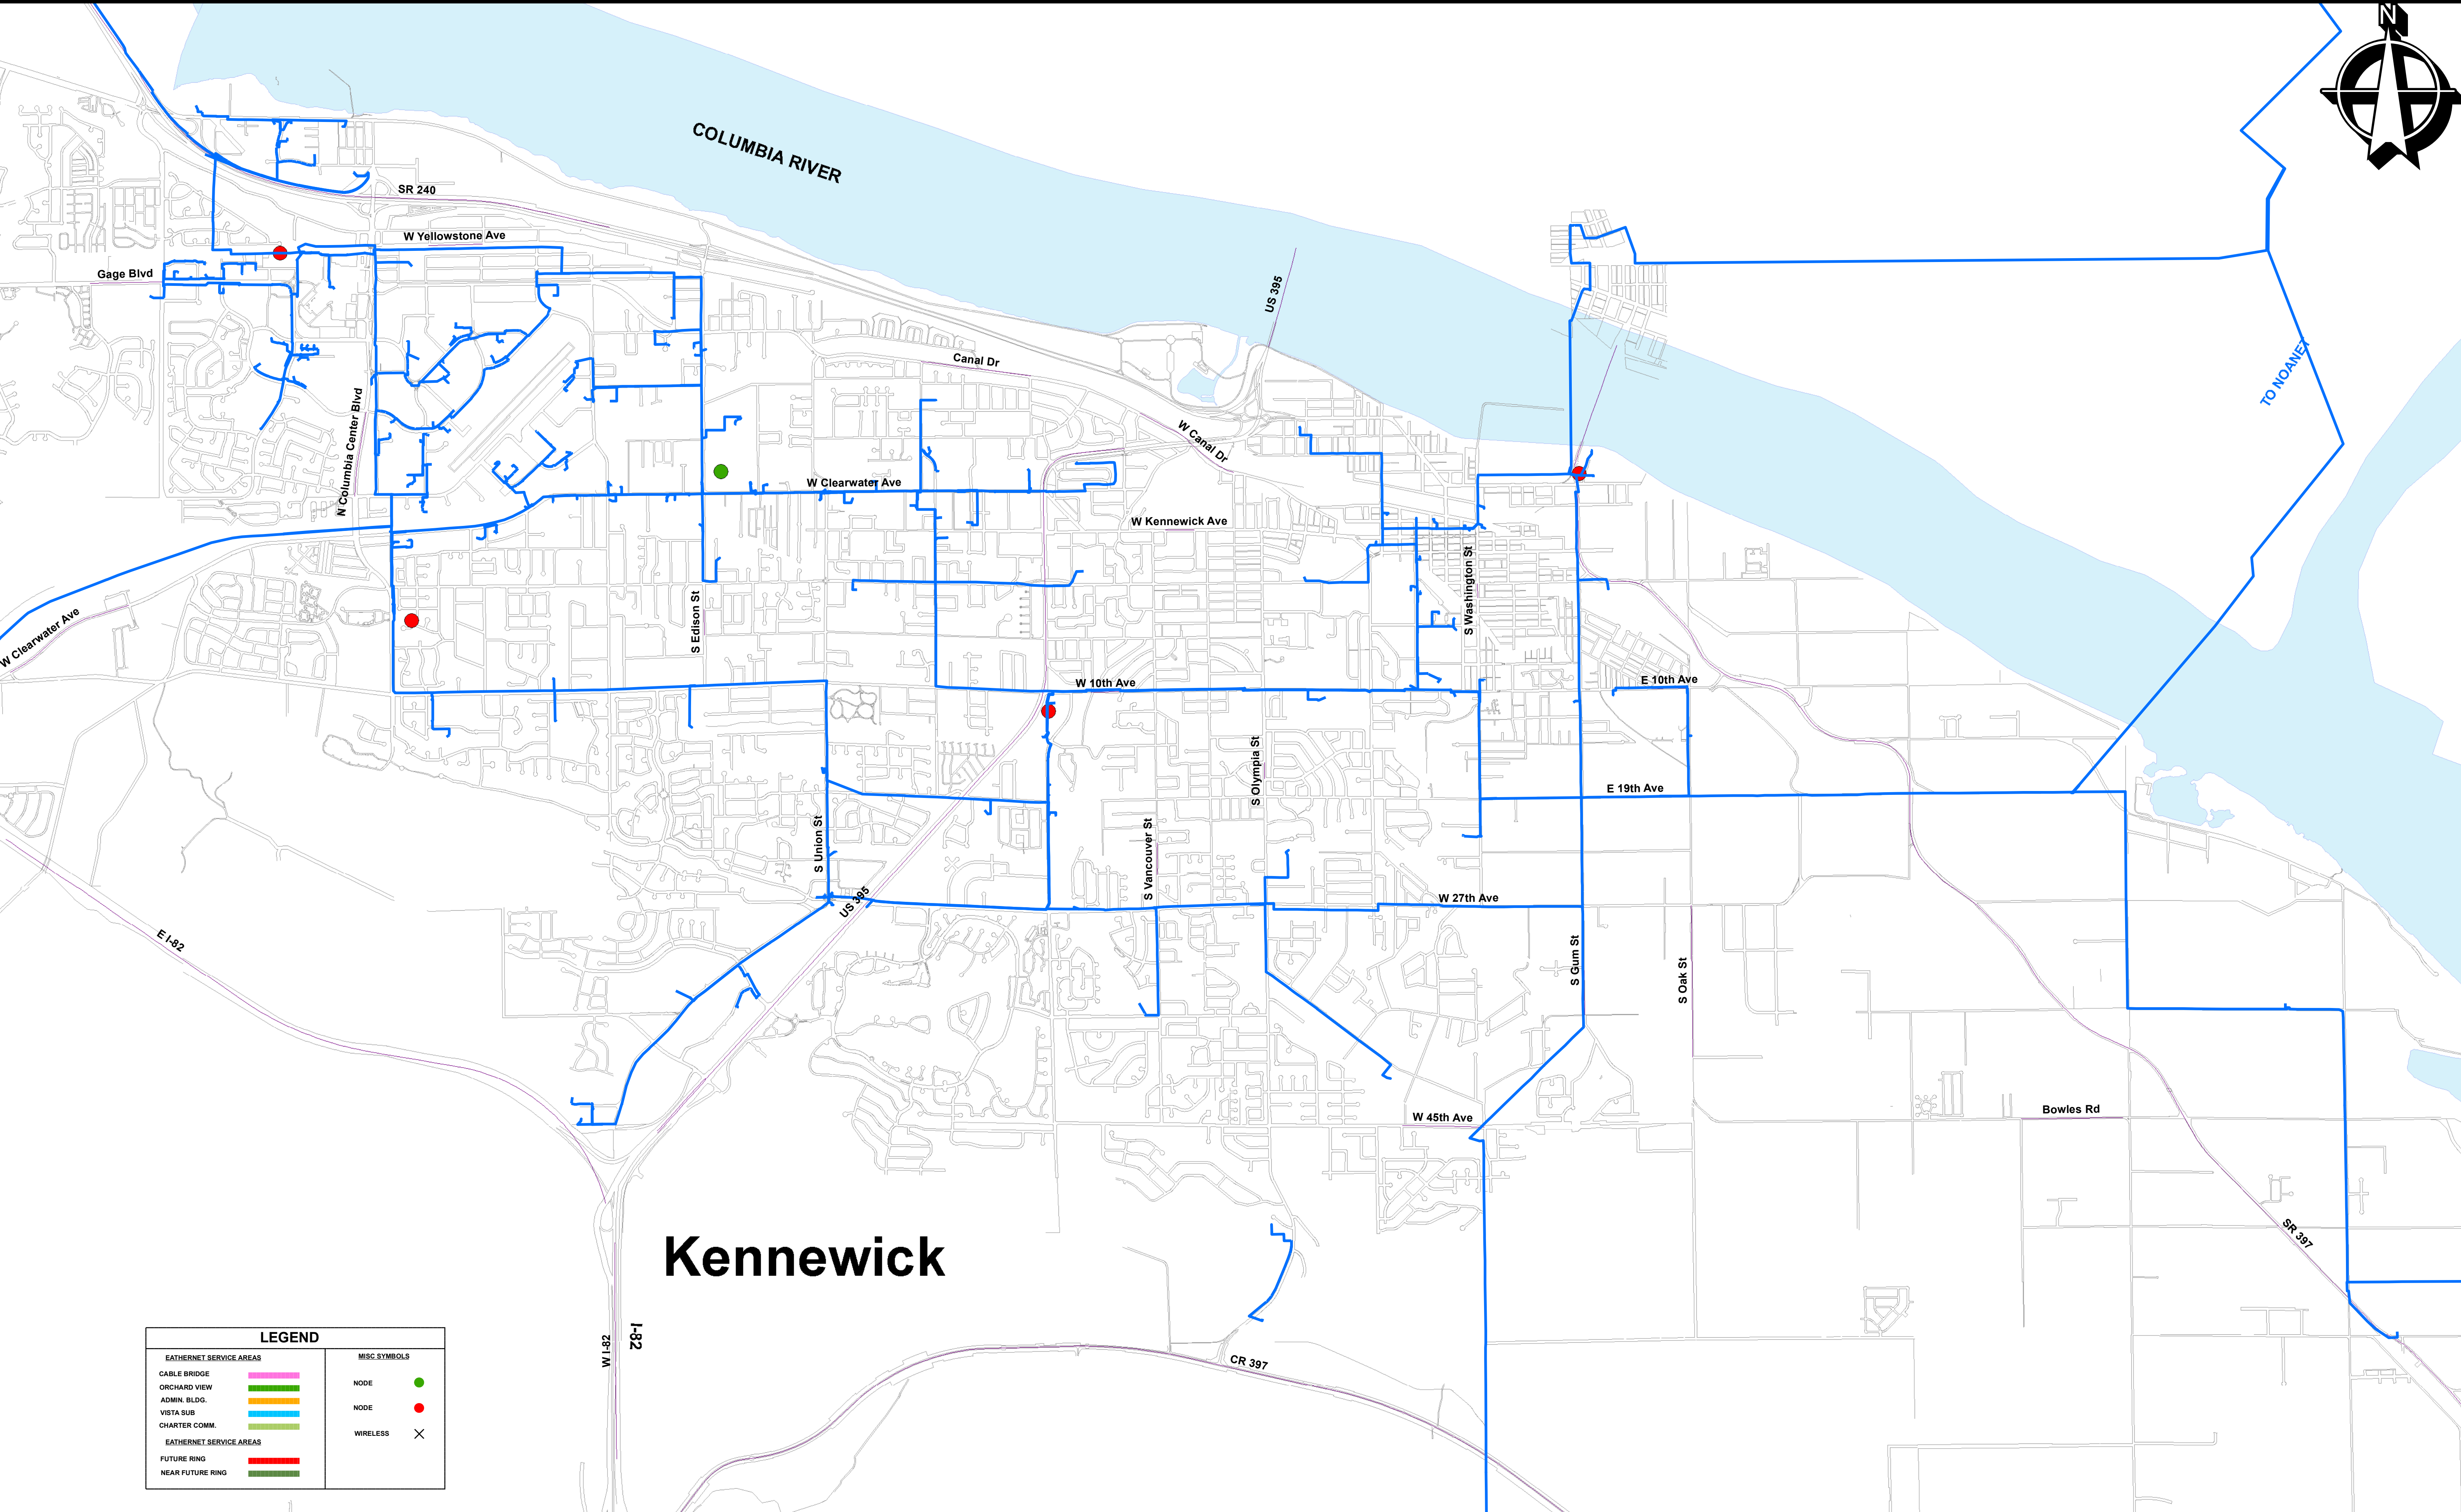 N
COLUMBIA RIVER
SR 240
W Yellowstone Ave
Gage Blvd
US 395
TO NOANET
Canal Dr
N Columbia Center Blvd
W Canal Dr
W Clearwater Ave
W Kennewick Ave
S Washington St
S Edison St
W Clearwater Ave
W 10th Ave
E 10th Ave
S Olympia St
E 19th Ave
S Union St
S Vancouver St
US 395
W 27th Ave
E I-82
S Gum St
S Oak St
W 45th Ave
Bowles Rd
SR 397
Kennewick
W I-82
I-82
CR 397
LEGEND
EATHERNET SERVICE AREAS
CABLE BRIDGE
ORCHARD VIEW
ADMIN. BLDG.
VISTA SUB
CHARTER COMM.
EATHERNET SERVICE AREAS
FUTURE RING
NEAR FUTURE RING
MISC SYMBOLS
NODE
NODE
WIRELESS